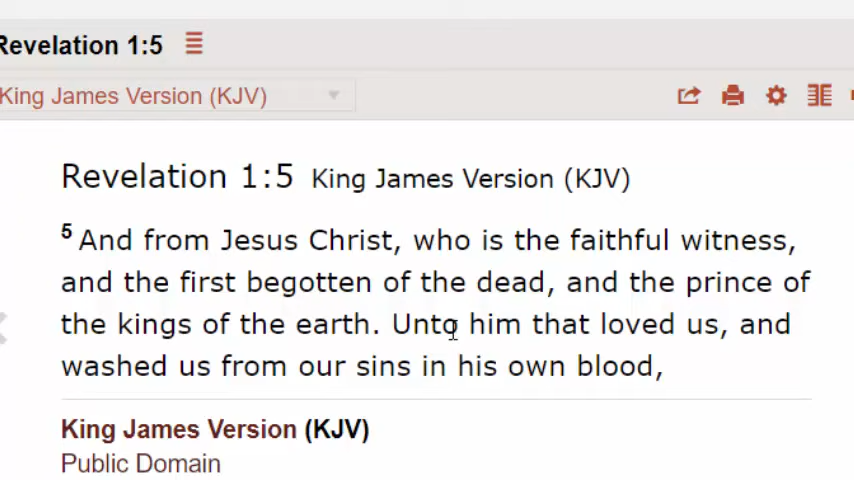 Revelation 1:5
King James Version (KJV)
Revelation 1:5 King James Version (KJV)
5 And from Jesus Christ, who is the faithful witness,
and the first begotten of the dead, and the prince of
the kings of the earth. Unto him that loved us, and
washed us from our sins in his own blood,
King James Version (KJV)
Public Domain